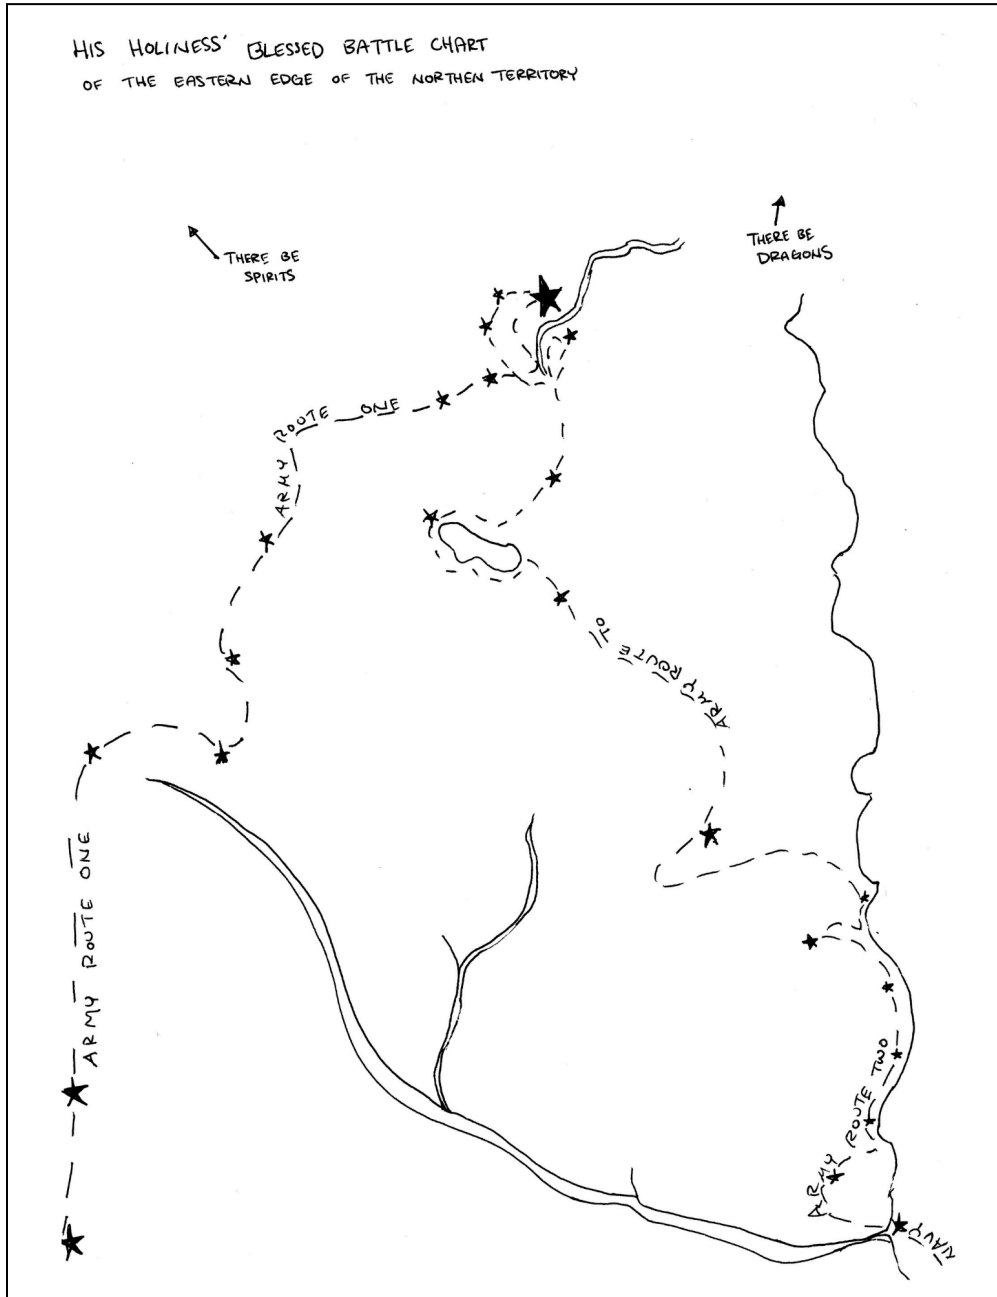 HIS HOLINESS' BLESSED BATTLE CHART
OF THE EASTERN EDGE OF THE NORTHEN TERRITORY
THERE BE
SPIRITS
THERE BE
DRAGONS
ARMY ROUTE ONE
ARMY ROUTE TO
ARMY ROUTE ONE
ARMY ROUTE TWO
NAVY